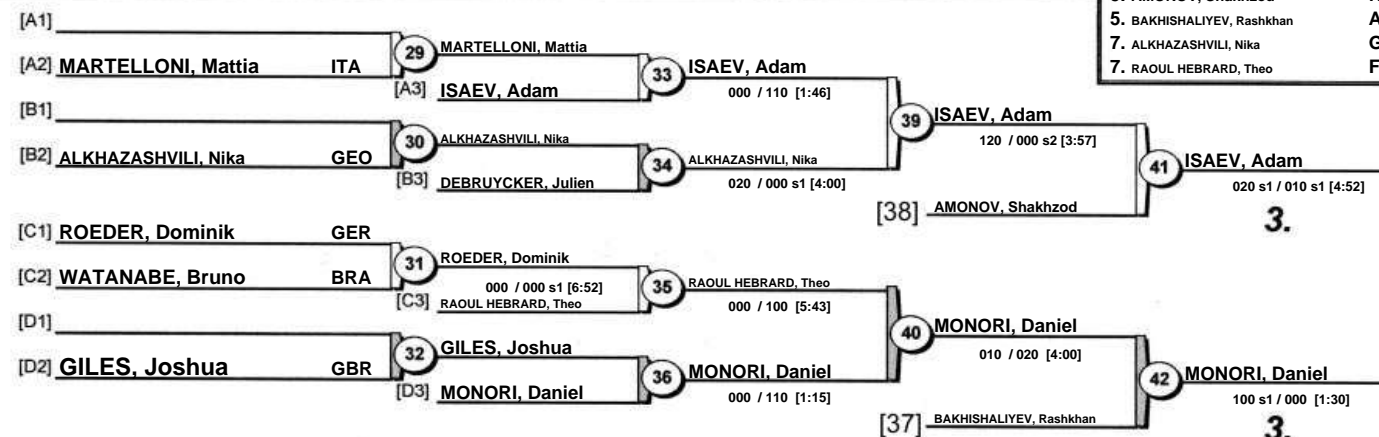 5. BAKHISHALIYEV, Rashkhan A
7. ALKHAZASHVILI, Nika G
7. RAOUL HEBRARD, Theo F
[A1]
[A2] MARTELLONI, Mattia ITA
29
MARTELLONI, Mattia
[A3] ISAEV, Adam
33
ISAEV, Adam
000 / 110 [1:46]
[B1]
[B2] ALKHAZASHVILI, Nika GEO
30
ALKHAZASHVILI, Nika
[B3] DEBRUYCKER, Julien
34
ALKHAZASHVILI, Nika
020 / 000 s1 [4:00]
39
ISAEV, Adam
120 / 000 s2 [3:57]
[38] AMONOV, Shakhzod
41
ISAEV, Adam
020 s1 / 010 s1 [4:52]
3.
[C1] ROEDER, Dominik GER
[C2] WATANABE, Bruno BRA
31
ROEDER, Dominik
000 / 000 s1 [6:52]
[C3] RAOUL HEBRARD, Theo
35
RAOUL HEBRARD, Theo
000 / 100 [5:43]
[D1]
[D2] GILES, Joshua GBR
32
GILES, Joshua
[D3] MONORI, Daniel
36
MONORI, Daniel
000 / 110 [1:15]
40
MONORI, Daniel
010 / 020 [4:00]
[37] BAKHISHALIYEV, Rashkhan
42
MONORI, Daniel
100 s1 / 000 [1:30]
3.